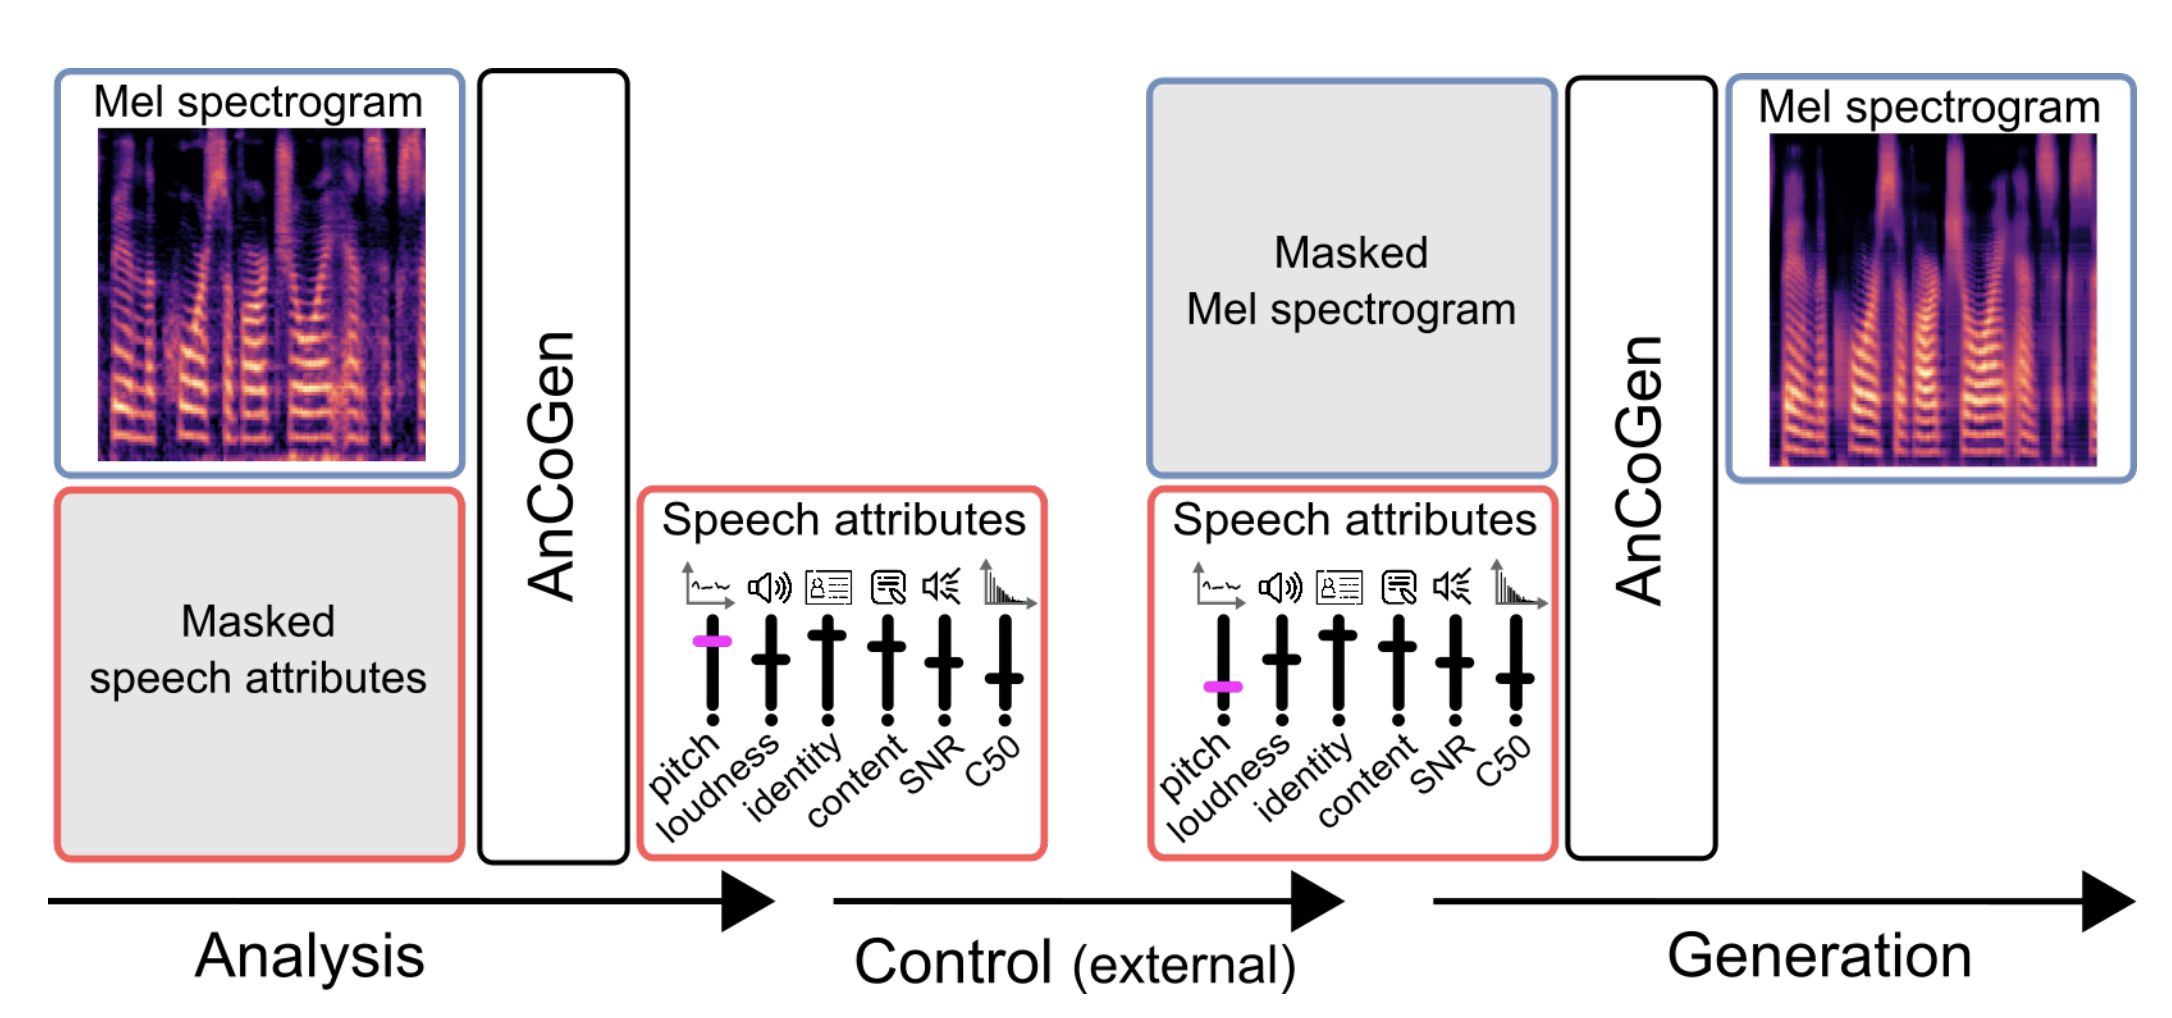 Mel spectrogram
Masked
speech attributes
AnCoGen
Speech attributes
pitch
loudness
identity
content
SNR
C50
Masked
Mel spectrogram
Speech attributes
pitch
loudness
identity
content
SNR
C50
AnCoGen
Mel spectrogram
Analysis
Control (external)
Generation